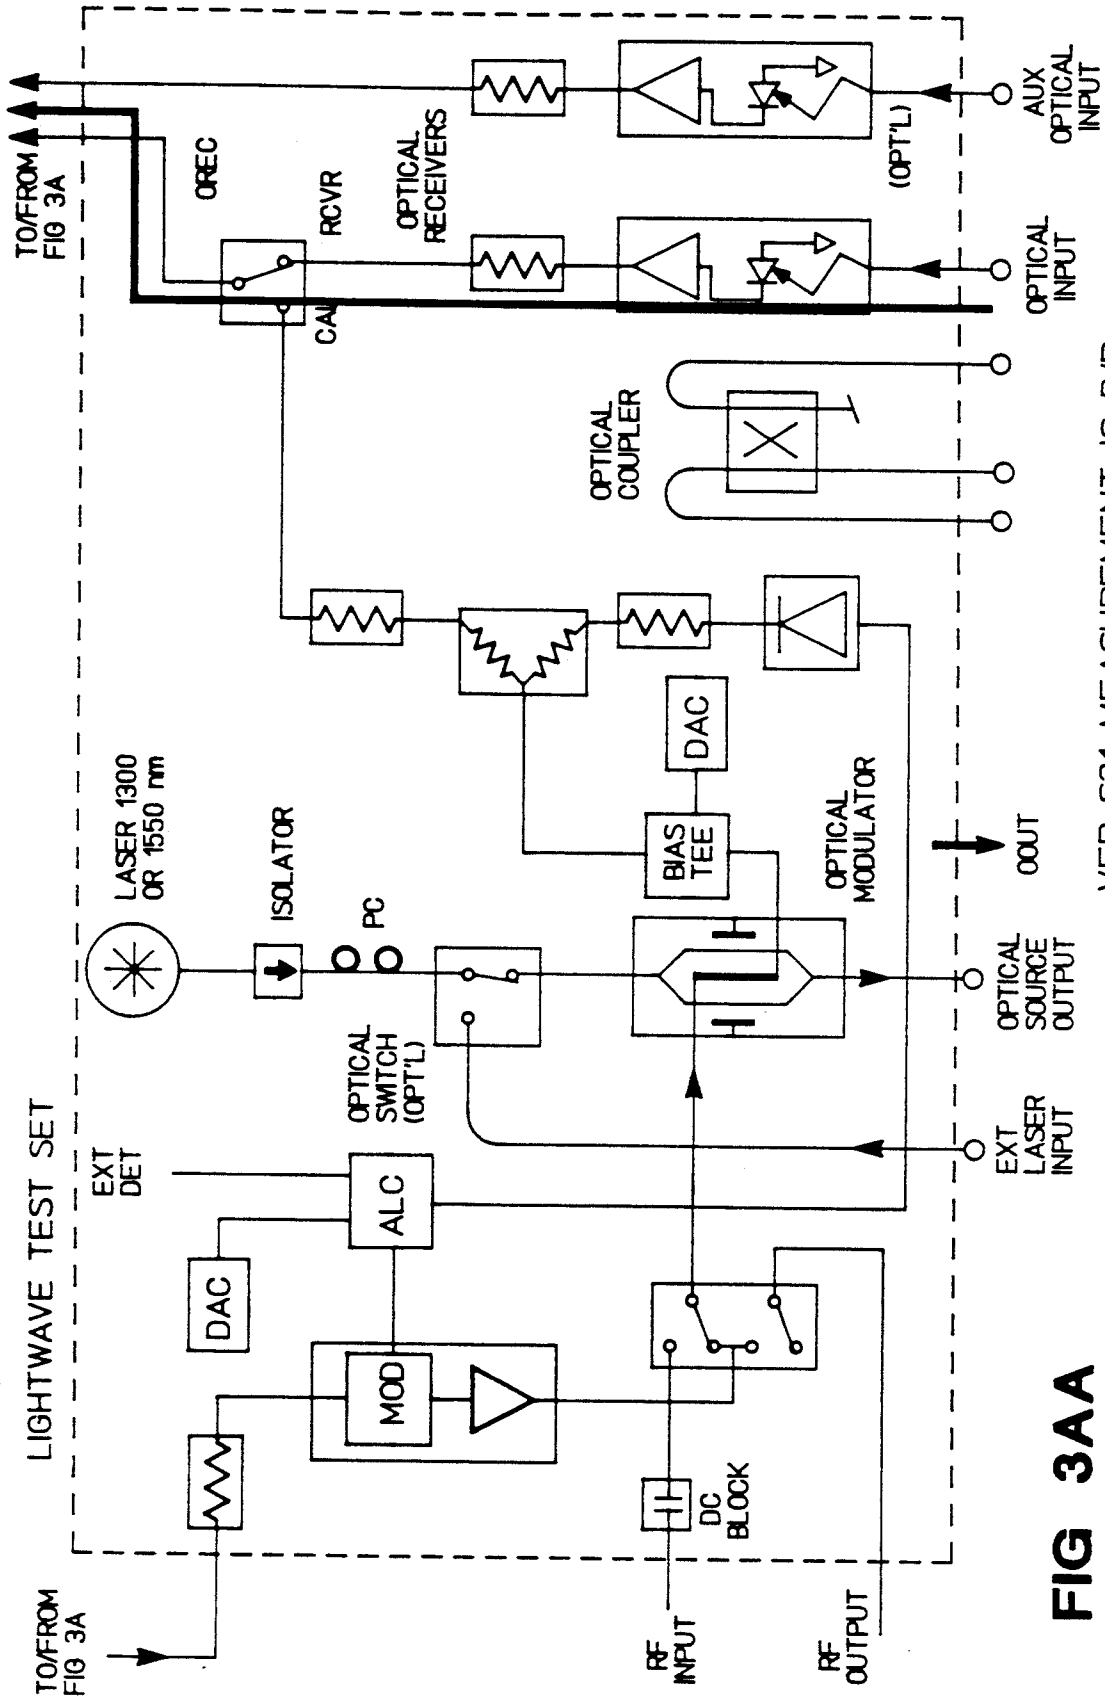 LIGHTWAVE TEST SET
TO/FROM
FIG 3A
EXT
DET
DAC
ALC
MOD
DC
BLOCK
RF
INPUT
RF
OUTPUT
LASER 1300
OR 1550 nm
ISOLATOR
PC
OPTICAL
SWITCH
(OPT'L)
EXT
LASER
INPUT
OPTICAL
SOURCE
OUTPUT
BIAS
TEE
DAC
OPTICAL
MODULATOR
OOUT
OPTICAL
COUPLER
TO/FROM
FIG 3A
OREC
CAL
RCVR
OPTICAL
RECEIVERS
(OPT'L)
OPTICAL
INPUT
AUX
OPTICAL
INPUT
MEASUREMENT
FIG 3AA